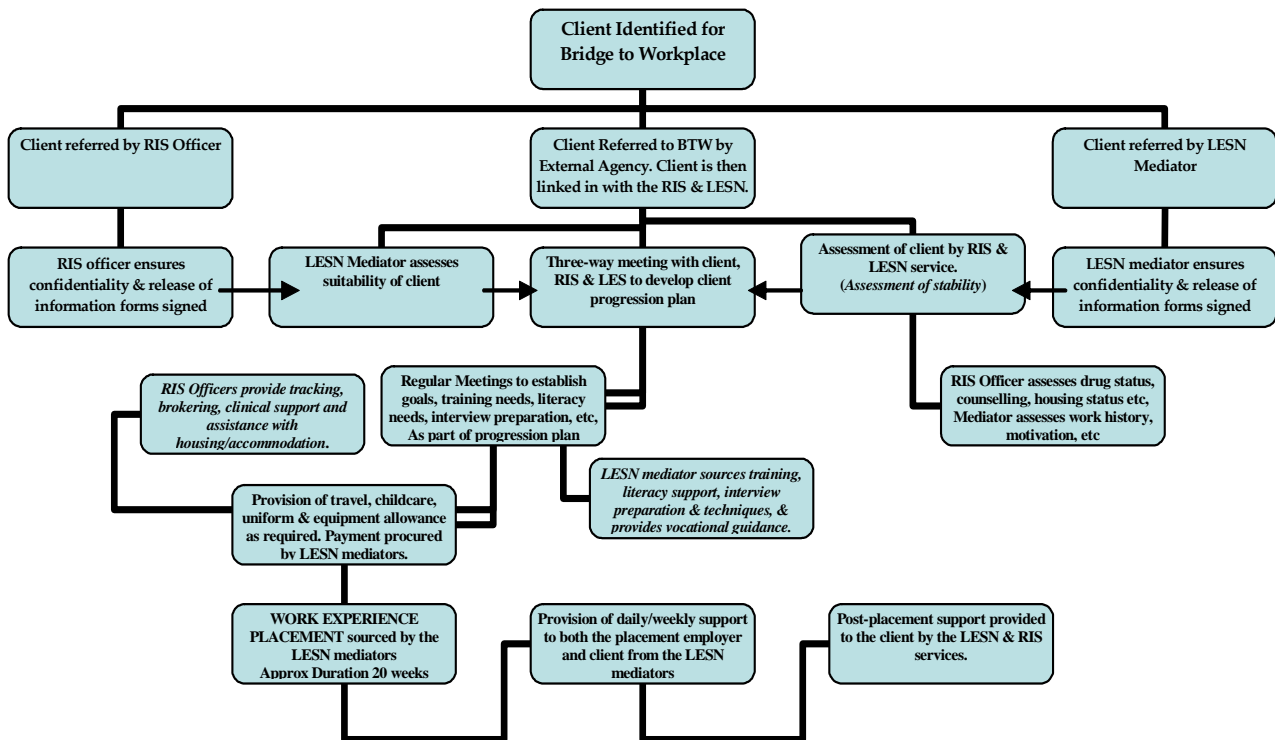 Client Identified for
Bridge to Workplace
Client referred by RIS Officer
Client Referred to BTW by
External Agency. Client is then
linked in with the RIS & LESN.
Client referred by LESN
Mediator
RIS officer ensures
confidentiality & release of
information forms signed
LESN Mediator assesses
suitability of client
Three-way meeting with client,
RIS & LES to develop client
progression plan
Assessment of client by RIS &
LESN service.
(Assessment of stability)
LESN mediator ensures
confidentiality & release of
information forms signed
RIS Officers provide tracking,
brokering, clinical support and
assistance with
housing/accommodation.
Regular Meetings to establish
goals, training needs, literacy
needs, interview preparation, etc,
As part of progression plan
RIS Officer assesses drug status,
counselling, housing status etc,
Mediator assesses work history,
motivation, etc
LESN mediator sources training,
literacy support, interview
preparation & techniques, &
provides vocational guidance.
Provision of travel, childcare,
uniform & equipment allowance
as required. Payment procured
by LESN mediators.
WORK EXPERIENCE
PLACEMENT sourced by the
LESN mediators
Approx Duration 20 weeks
Provision of daily/weekly support
to both the placement employer
and client from the LESN
mediators
Post-placement support provided
to the client by the LESN & RIS
services.